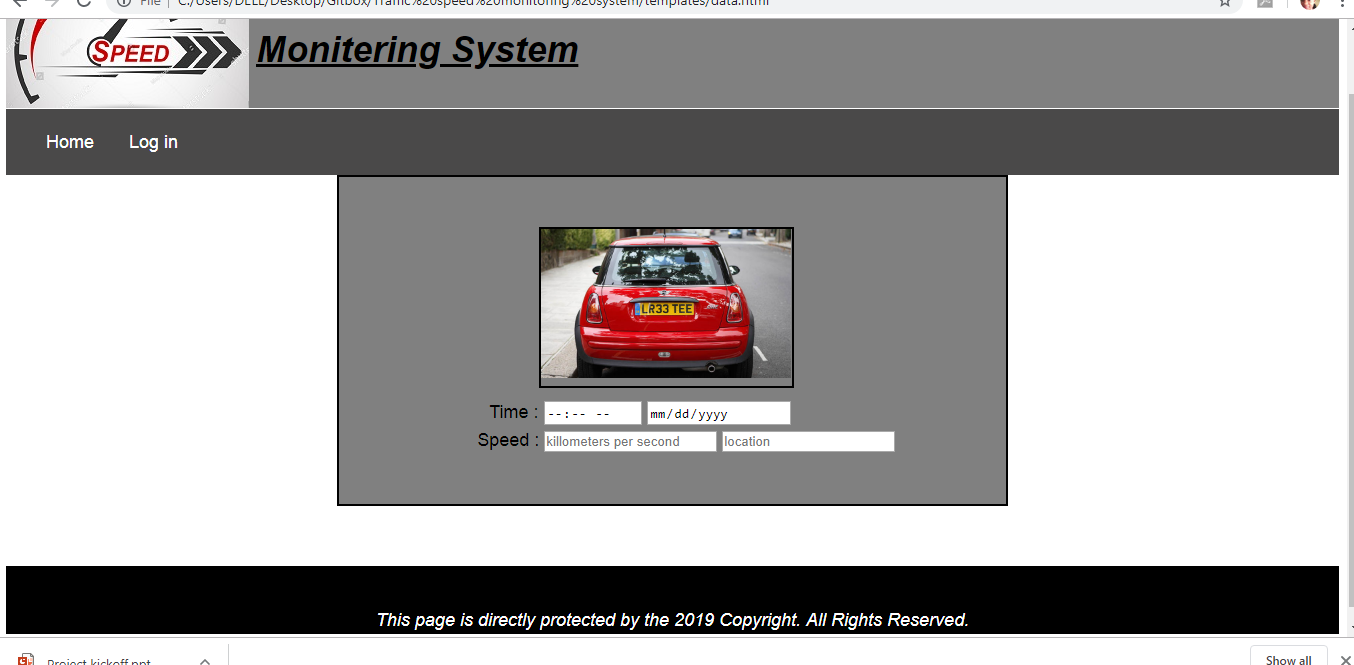 File | C:/Users/DELL/Desktop/Gitbox/Traffic%20speed%20monitoring%20system/templates/data.html
SPEED
Monitering System
Home Log in
LR33 TEE
Time : --:-- -- mm/dd/yyyy
Speed : killometers per second location
This page is directly protected by the 2019 Copyright. All Rights Reserved.
Project kickoff.ppt
Show all